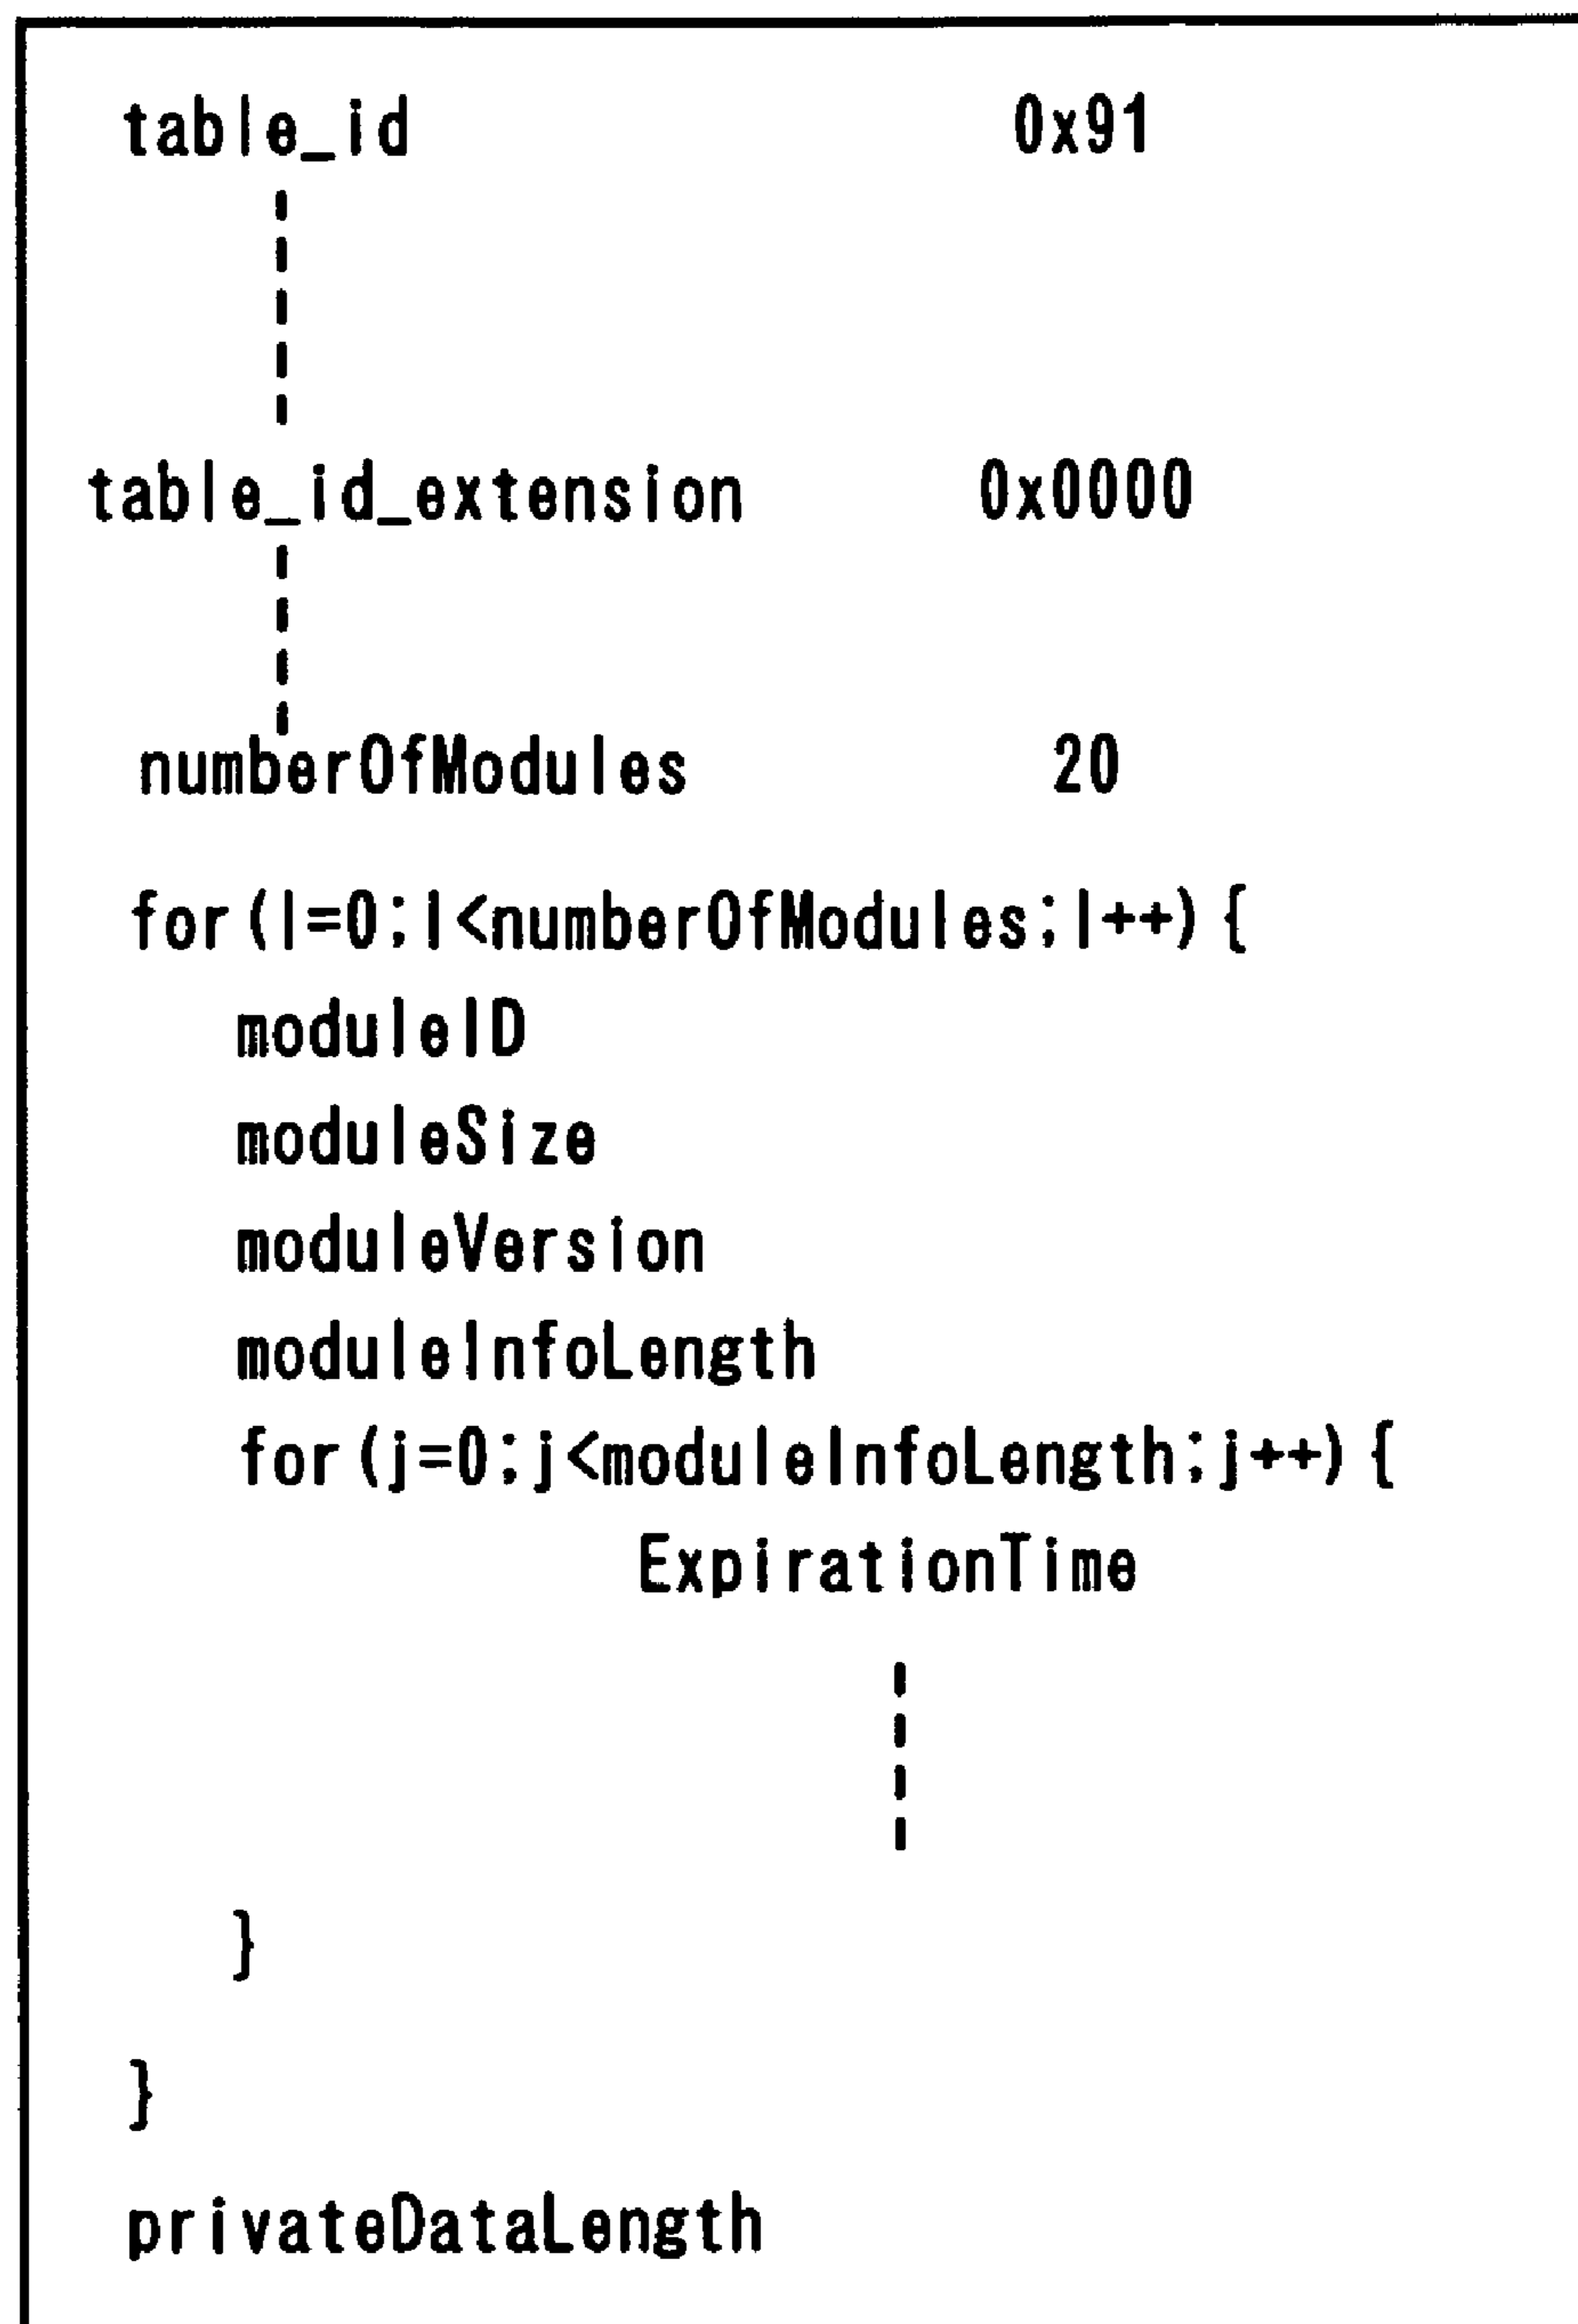 table_id 0x91
table_id_extension 0x0000
numberOfModules 20
for(I=0;I<numberOfModules;I++){
moduleID
moduleSize
moduleVersion
moduleInfoLength
for(j=0;j<moduleInfoLength;j++){
ExpirationTime
}
}
privateDataLength